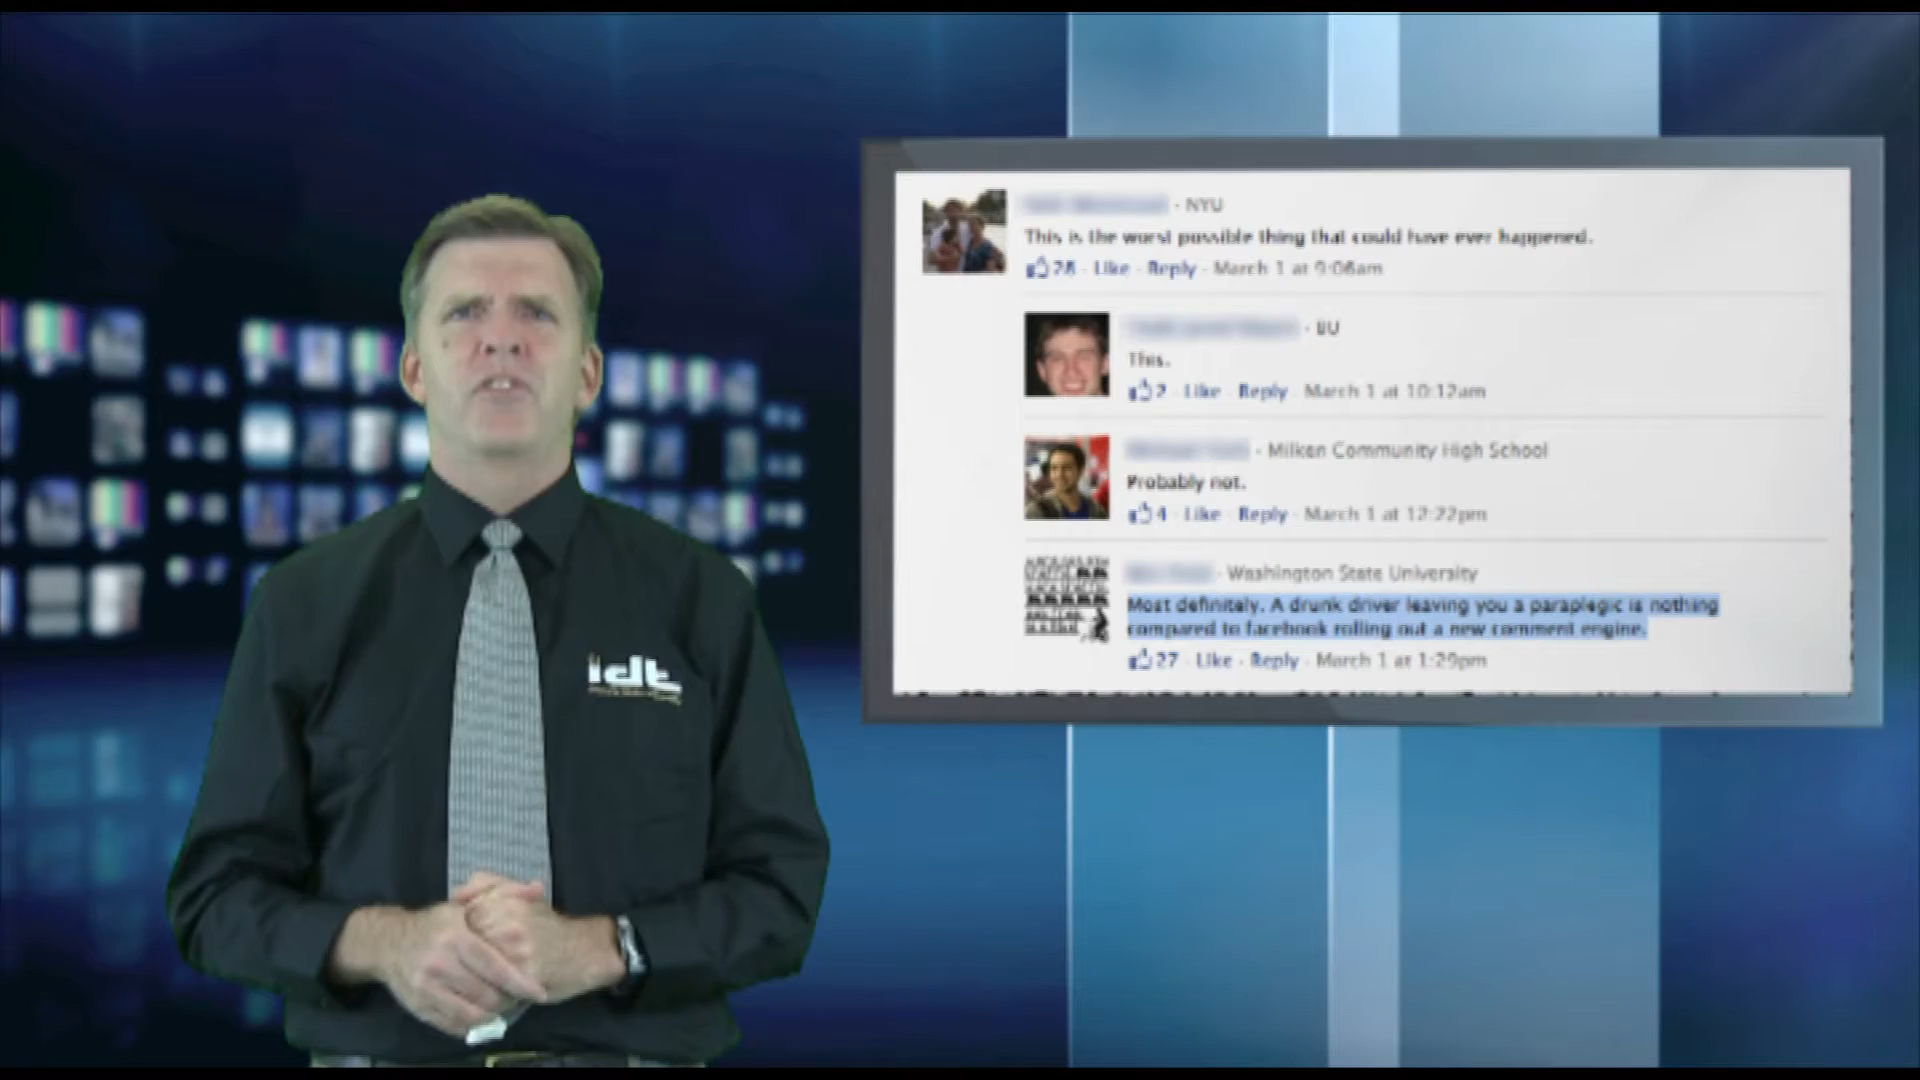 - NYU
This is the worst possible thing that could have ever happened.
28 · Like · Reply · March 1 at 9:06am
- BU
This.
2 · Like · Reply · March 1 at 10:12am
- Milken Community High School
Probably not.
4 · Like · Reply · March 1 at 12:22pm
- Washington State University
Most definitely. A drunk driver leaving you a paraplegic is nothing
compared to facebook rolling out a new comment engine.
27 · Like · Reply · March 1 at 1:29pm
idt